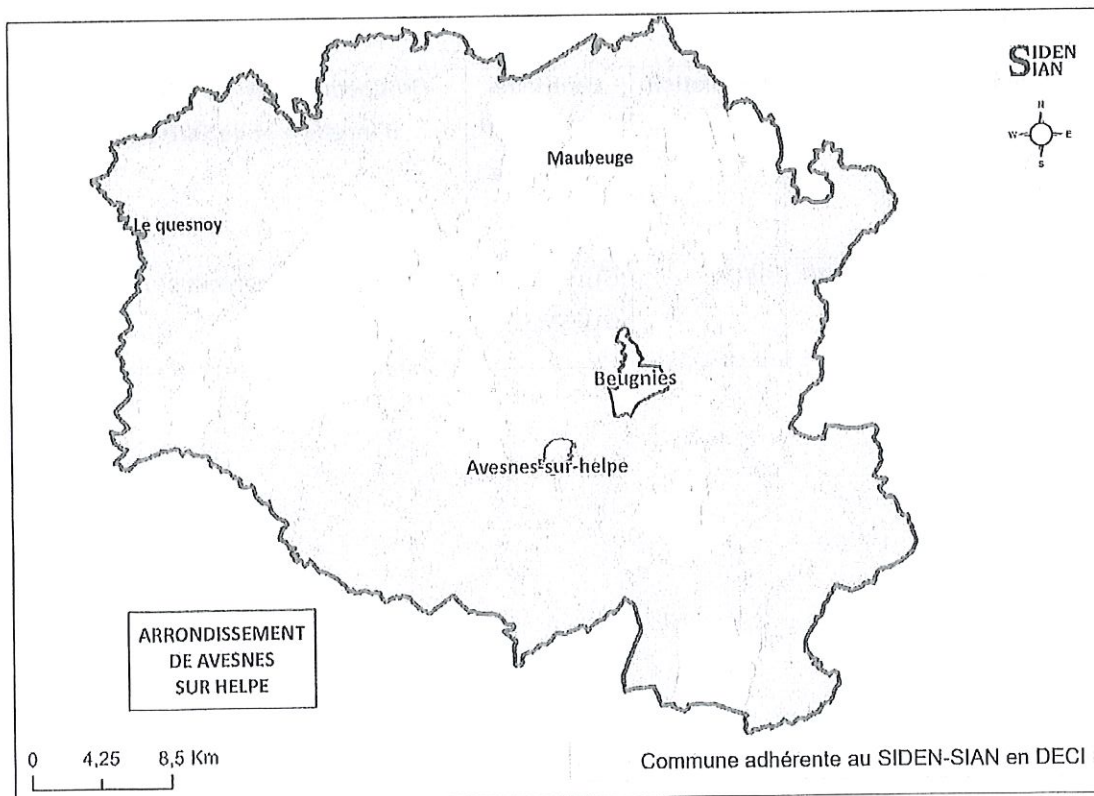 SIDEN
SIAN
N
W E
S
Maubeuge
Le quesnoy
Beugnies
Avesnes-sur-helpe
ARRONDISSEMENT
DE AVESNES
SUR HELPE
0 4,25 8,5 Km
Commune adhérente au SIDEN-SIAN en DECI